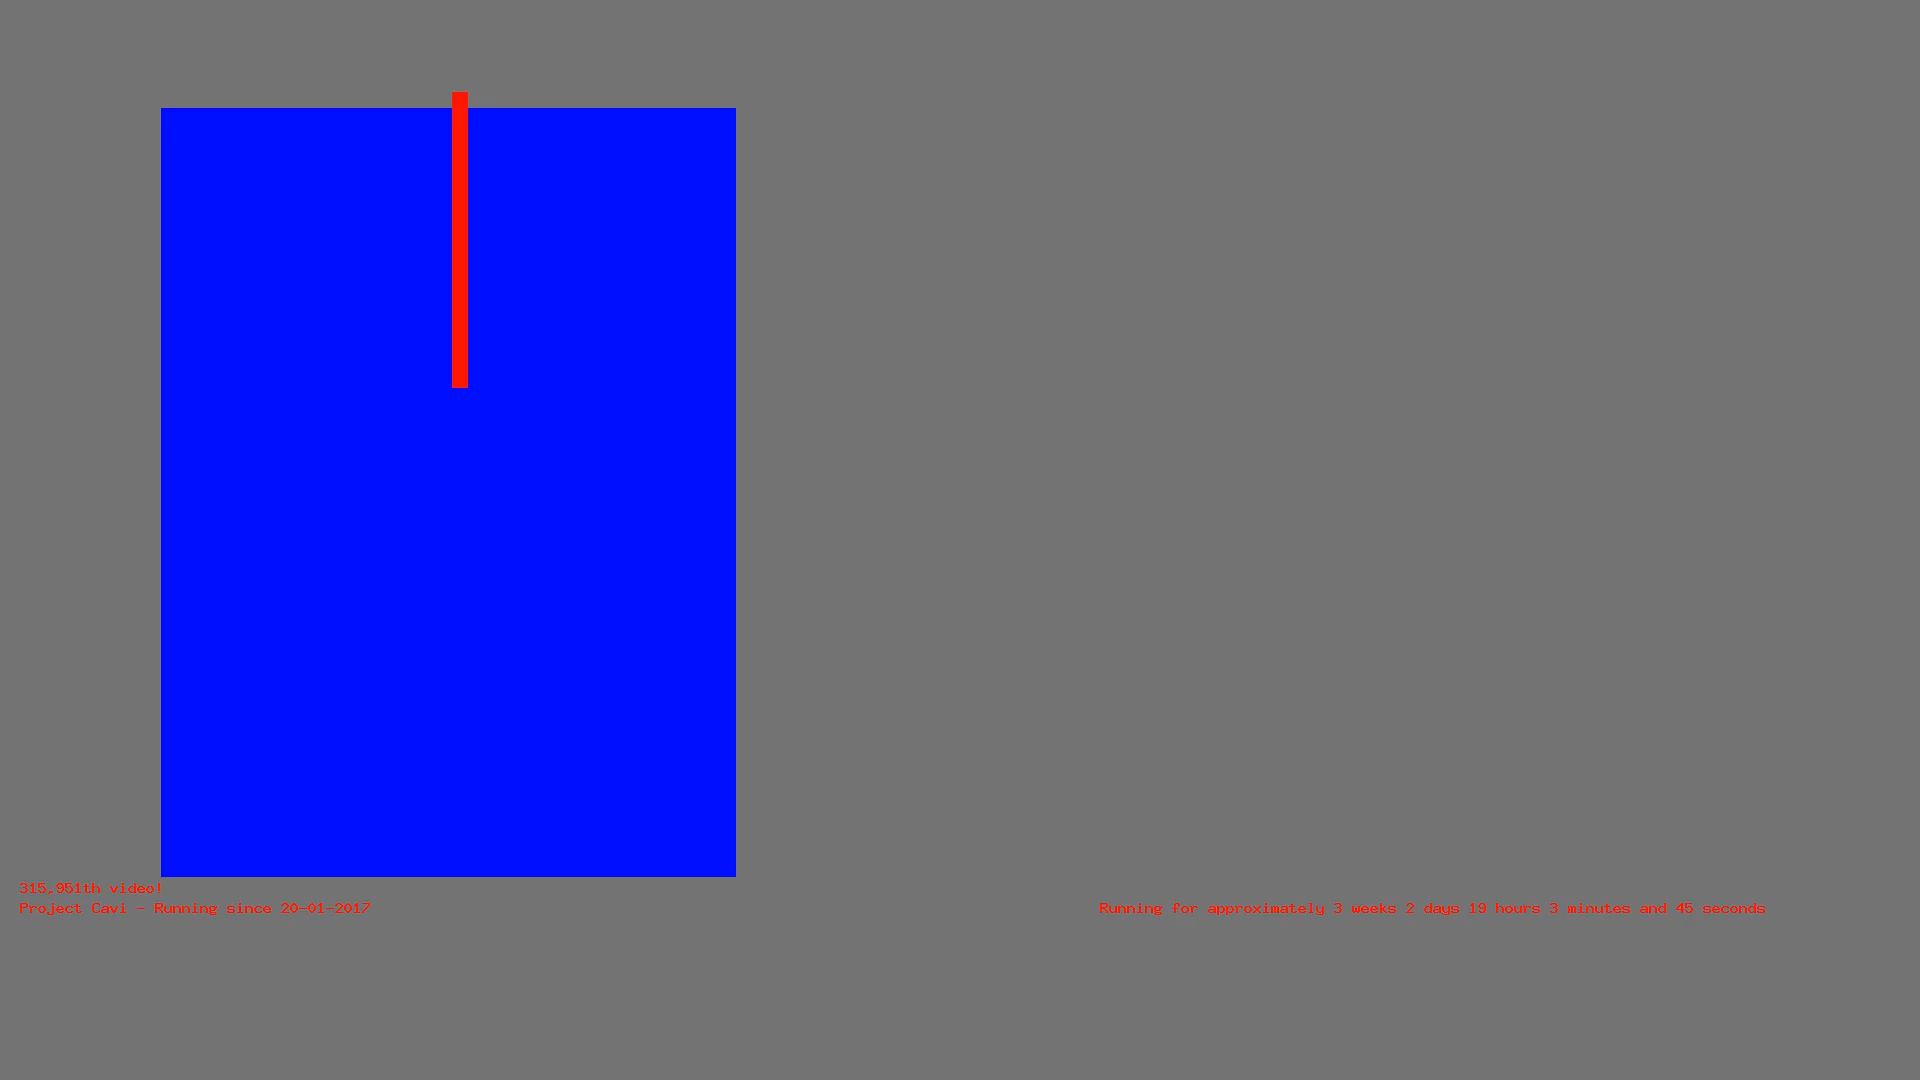 315,951th video!
Project Cavi - Running since 20-01-2017
Running for approximately 3 weeks 2 days 19 hours 3 minutes and 45 seconds